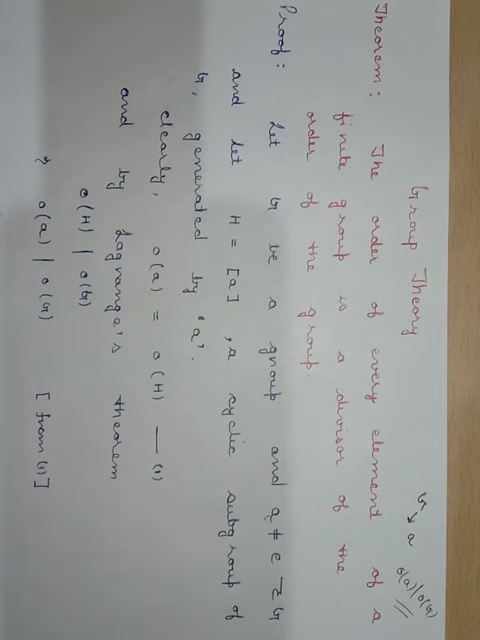 Group Theory
G → a
o(a)|o(G)
Theorem: The order of every element of a
finite group is a divisor of the
order of the group.
Proof: Let G be a group and a ≠ e ∈ G
and let H = [a], a cyclic subgroup of
G, generated by 'a'.
clearly, o(a) = o(H) — (1)
and by Lagrange's theorem
o(H) | o(G)
⇒ o(a) | o(G) [from (1)]